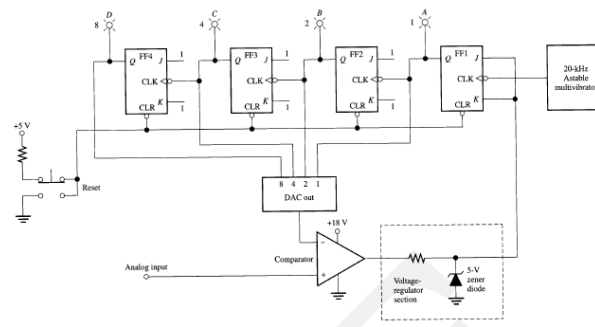 D C B A
8 4 2 1
FF4 FF3 FF2 FF1
Q J 1 Q J 1 Q J 1 Q J
CLK CLK CLK CLK
K K K K
CLR 1 CLR 1 CLR 1 CLR
20-kHz
Astable
multivibrator
+5 V
Reset
8 4 2 1
DAC out
+18 V
Comparator
−
+
Analog input
Voltage-
regulator
section
5-V
zener
diode